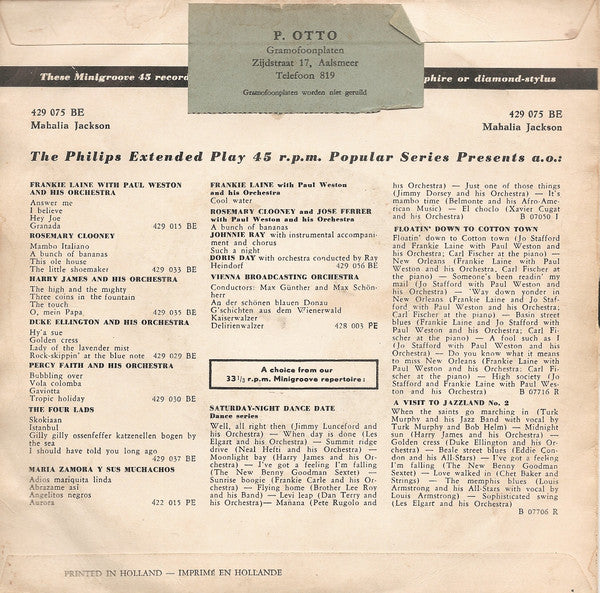 P. OTTO
Gramofoonplaten
Zijdstraat 17, Aalsmeer
Telefoon 819
Gramofoonplaten worden niet geruild
These Minigroove 45 record
phire or diamond-stylus
429 075 BE
Mahalia Jackson
429 075 BE
Mahalia Jackson
The Philips Extended Play 45 r.p.m. Popular Series Presents a.o.:
FRANKIE LAINE WITH PAUL WESTON
AND HIS ORCHESTRA
Answer me
I believe
Hey Joe
Granada 429 015 BE
ROSEMARY CLOONEY
Mambo Italiano
A bunch of bananas
This ole house
The little shoemaker 429 033 BE
HARRY JAMES AND HIS ORCHESTRA
The high and the mighty
Three coins in the fountain
The touch
O, mein Papa 429 035 BE
DUKE ELLINGTON AND HIS ORCHESTRA
Hy'a sue
Golden cress
Lady of the lavender mist
Rock-skippin' at the blue note 429 029 BE
PERCY FAITH AND HIS ORCHESTRA
Bubbling over
Vola colomba
Gaviotta
Tropic holiday 429 030 BE
THE FOUR LADS
Skokiaan
Istanbul
Gilly gilly ossenfeffer katzenellen bogen by
the sea
I should have told you long ago
429 037 BE
MARIA ZAMORA Y SUS MUCHACHOS
Adios mariquita linda
Abrazame asi
Angelitos negros
Aurora 422 015 PE
FRANKIE LAINE with Paul Weston
and his Orchestra
Cool water
ROSEMARY CLOONEY and JOSE FERRER
with Paul Weston and his Orchestra
A bunch of bananas
JOHNNIE RAY with instrumental accompani-
ment and chorus
Such a night
DORIS DAY with orchestra conducted by Ray
Heindorf 429 056 BE
VIENNA BROADCASTING ORCHESTRA
Conductors: Max Günther and Max Schön-
herr
An der schönen blauen Donau
G'schichten aus dem Wienerwald
Kaiserwalzer
Delirienwalzer 428 003 PE
A choice from our
33 1/3 r.p.m. Minigroove repertoire:
SATURDAY-NIGHT DANCE DATE
Dance series
Well, all right then (Jimmy Lunceford and
his Orchestra) — When day is done (Les
Elgart and his Orchestra) — Summit ridge
drive (Neal Hefti and his Orchestra) —
Moonlight bay (Harry James and his Or-
chestra) — I've got a feeling I'm falling
(The New Benny Goodman Sextet) —
Sunrise boogie (Frankie Carle and his Or-
chestra) — Flying home (Brother Lee Roy
and his Band) — Levi leap (Dan Terry and
his Orchestra) — Mañana (Pete Rugolo and
his Orchestra) — Just one of those things
(Jimmy Dorsey and his Orchestra) — It's
mambo time (Belmonte and his Afro-Amer-
ican Music) — El choclo (Xavier Cugat
and his Orchestra) B 07050 I
FLOATIN' DOWN TO COTTON TOWN
Floatin' down to Cotton (Jo Stafford
and Frankie Laine with Paul Weston and
his Orchestra; Carl Fischer at the piano) —
New Orleans (Frankie Laine with Paul
Weston and his Orchestra, Carl Fischer at
the piano) — Someone's been readin' my
mail (Jo Stafford with Paul Weston and
his Orchestra) — Way down yonder in
New Orleans (Frankie Laine and Jo Staf-
ford with Paul Weston and his Orchestra;
Carl Fischer at the piano) — Basin street
blues (Frankie Laine and Jo Stafford with
Paul Weston and his Orchestra; Carl
Fischer at the piano) — A fool such as I
(Jo Stafford with Paul Weston and his
Orchestra) — Do you know what it means
to miss New Orleans (Frankie Laine with
Paul Weston and his Orchestra; Carl Fi-
scher at the piano) — High society (Jo
Stafford and Frankie Laine with Paul Wes-
ton and his Orchestra) B 07716 R
A VISIT TO JAZZLAND No. 2
When the saints go marching in (Turk
Murphy and his Jazz Band with vocal by
Turk Murphy and Bob Helm) — Midnight
sun (Harry James and his Orchestra) —
Golden cress (Duke Ellington and his Or-
chestra) — Beale street blues (Eddie Con-
don and his All-Stars) — I've got a feeling
I'm falling (The New Benny Goodman
Sextet) — Love walked in (Chet Baker and
Strings) — The memphis blues (Louis
Armstrong and his All-Stars with vocal by
Louis Armstrong) — Sophisticated swing
(Les Elgart and his Orchestra)
B 07706 R
PRINTED IN HOLLAND — IMPRIMÉ EN HOLLANDE